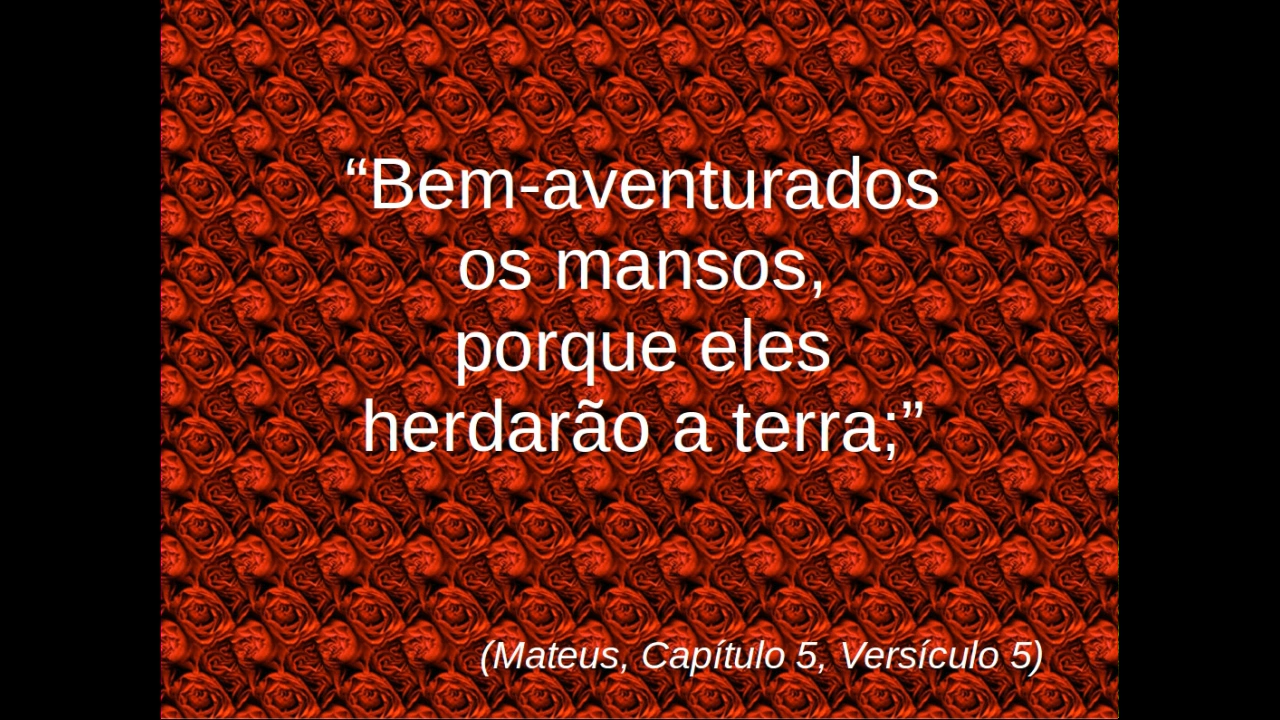 “Bem-aventurados
os mansos,
porque eles
herdarão a terra;”
(Mateus, Capítulo 5, Versículo 5)